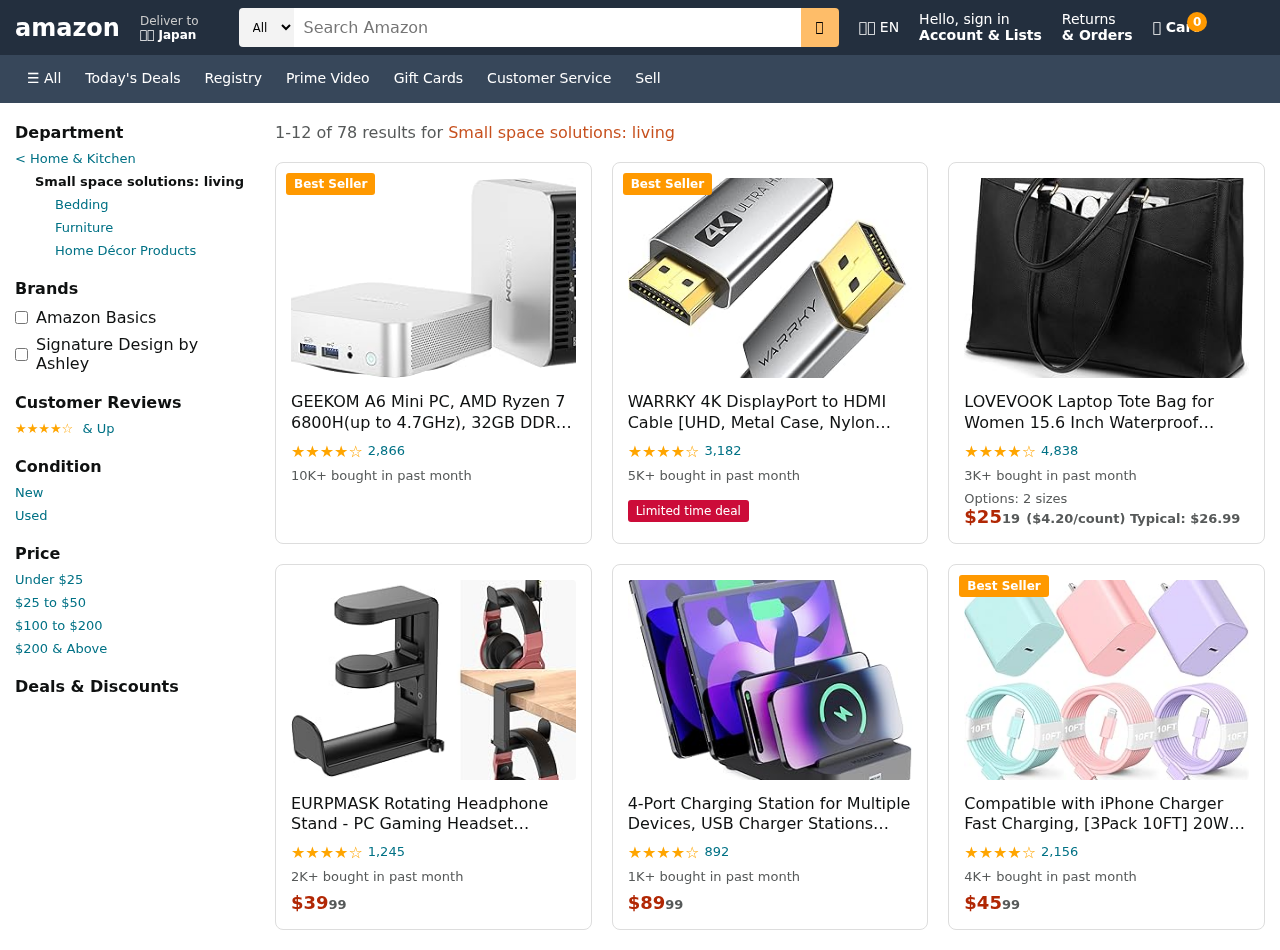 amazon
Deliver to
Japan
All
Search Amazon
EN
Hello, sign in
Account & Lists
Returns
& Orders
0
☰ All
Today's Deals
Registry
Prime Video
Gift Cards
Customer Service
Sell
Department
< Home & Kitchen
Small space solutions: living
Bedding
Furniture
Home Décor Products
Brands
Amazon Basics
Signature Design by
Ashley
Customer Reviews
★★★★☆ & Up
Condition
New
Used
Price
Under $25
$25 to $50
$100 to $200
$200 & Above
Deals & Discounts
1-12 of 78 results for Small space solutions: living
Best Seller
GEEKOM A6 Mini PC, AMD Ryzen 7
6800H(up to 4.7GHz), 32GB DDR...
★★★★☆ 2,866
10K+ bought in past month
Best Seller
4K ULTRA
WARRKY
WARRKY 4K DisplayPort to HDMI
Cable [UHD, Metal Case, Nylon...
★★★★☆ 3,182
5K+ bought in past month
Limited time deal
LOVEVOOK Laptop Tote Bag for
Women 15.6 Inch Waterproof...
★★★★☆ 4,838
3K+ bought in past month
Options: 2 sizes
$25 19 ($4.20/count) Typical: $26.99
EURPMASK Rotating Headphone
Stand - PC Gaming Headset...
★★★★☆ 1,245
2K+ bought in past month
$39 99
4-Port Charging Station for Multiple
Devices, USB Charger Stations...
★★★★☆ 892
1K+ bought in past month
$89 99
Best Seller
10FT 10FT 10FT 10FT
Compatible with iPhone Charger
Fast Charging, [3Pack 10FT] 20W...
★★★★☆ 2,156
4K+ bought in past month
$45 99